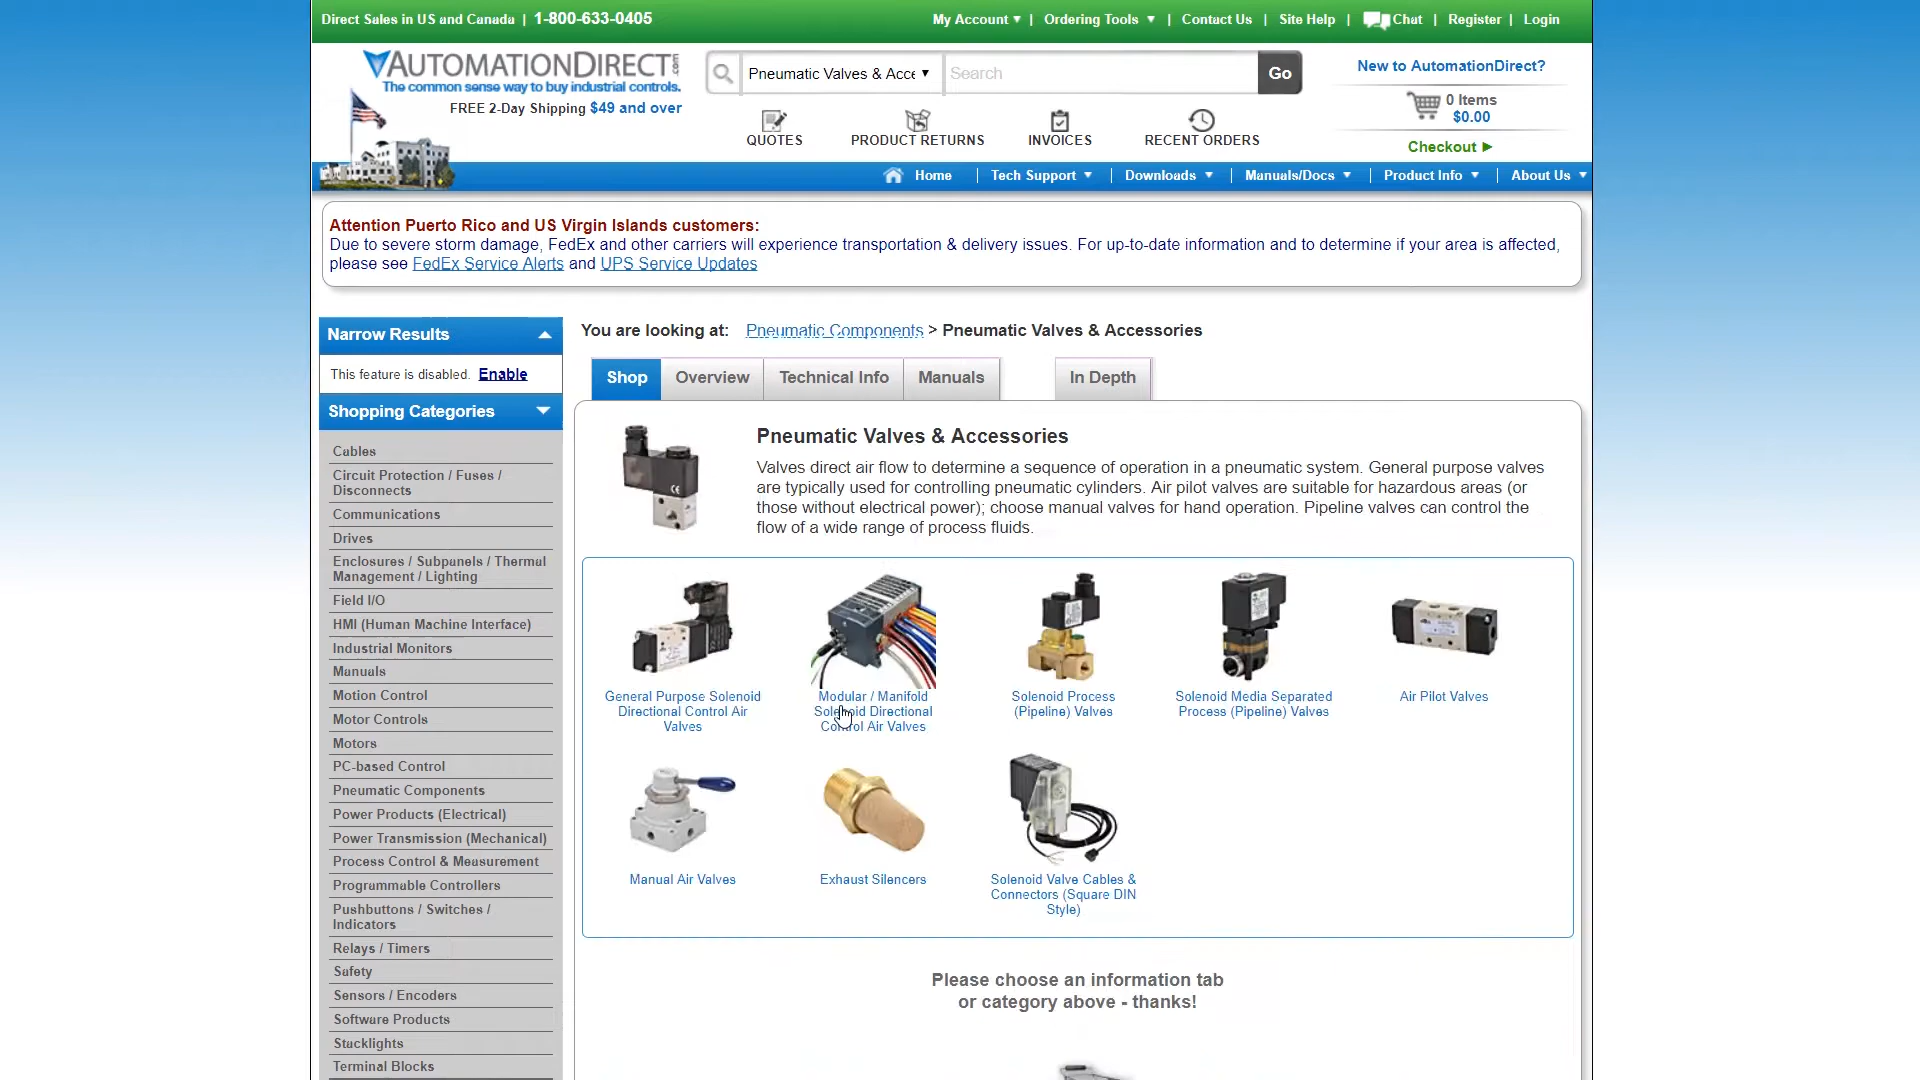 Direct Sales in US and Canada | 1-800-633-0405
My Account | Ordering Tools | Contact Us | Site Help | Chat | Register | Login
AUTOMATIONDIRECT.com
The common sense way to buy industrial controls.
FREE 2-Day Shipping $49 and over
Pneumatic Valves & Acce
Search
Go
New to AutomationDirect?
0 Items
$0.00
Checkout
QUOTES
PRODUCT RETURNS
INVOICES
RECENT ORDERS
Home | Tech Support | Downloads | Manuals/Docs | Product Info | About Us
Attention Puerto Rico and US Virgin Islands customers:
Due to severe storm damage, FedEx and other carriers will experience transportation & delivery issues. For up-to-date information and to determine if your area is affected,
please see FedEx Service Alerts and UPS Service Updates
Narrow Results
This feature is disabled. Enable
Shopping Categories
Cables
Circuit Protection / Fuses /
Disconnects
Communications
Drives
Enclosures / Subpanels / Thermal
Management / Lighting
Field I/O
HMI (Human Machine Interface)
Industrial Monitors
Manuals
Motion Control
Motor Controls
Motors
PC-based Control
Pneumatic Components
Power Products (Electrical)
Power Transmission (Mechanical)
Process Control & Measurement
Programmable Controllers
Pushbuttons / Switches /
Indicators
Relays / Timers
Safety
Sensors / Encoders
Software Products
Stacklights
Terminal Blocks
You are looking at: Pneumatic Components > Pneumatic Valves & Accessories
Shop
Overview
Technical Info
Manuals
In Depth
Pneumatic Valves & Accessories
Valves direct air flow to determine a sequence of operation in a pneumatic system. General purpose valves
are typically used for controlling pneumatic cylinders. Air pilot valves are suitable for hazardous areas (or
those without electrical power); choose manual valves for hand operation. Pipeline valves can control the
flow of a wide range of process fluids.
General Purpose Solenoid
Directional Control Air
Valves
Modular / Manifold
Solenoid Directional
Control Air Valves
Solenoid Process
(Pipeline) Valves
Solenoid Media Separated
Process (Pipeline) Valves
Air Pilot Valves
Manual Air Valves
Exhaust Silencers
Solenoid Valve Cables &
Connectors (Square DIN
Style)
Please choose an information tab
or category above - thanks!